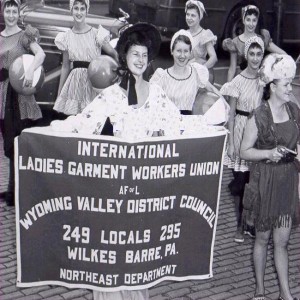 INTERNATIONAL
LADIES GARMENT WORKERS UNION
AF OF L
WYOMING VALLEY DISTRICT COUNCIL
249 LOCALS 295
WILKES BARRE, PA.
NORTHEAST DEPARTMENT